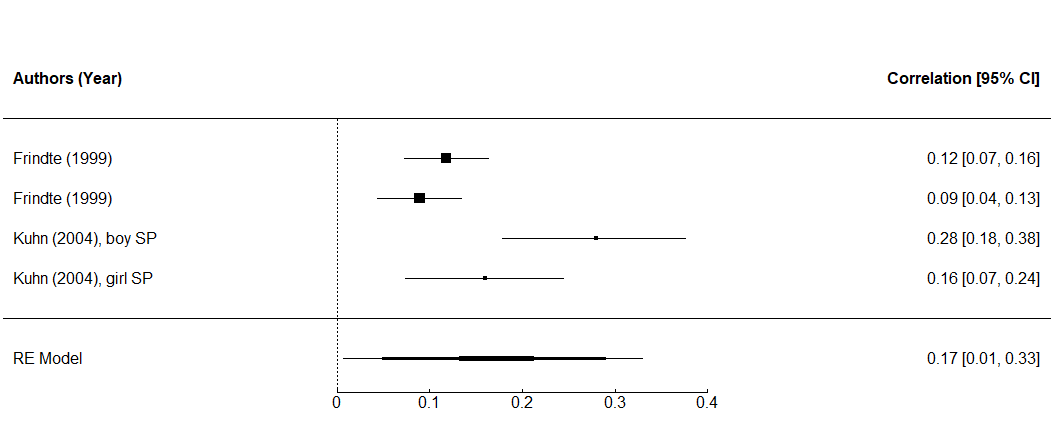 Authors (Year) Correlation [95% CI]
Frindte (1999) 0.12 [0.07, 0.16]
Frindte (1999) 0.09 [0.04, 0.13]
Kuhn (2004), boy SP 0.28 [0.18, 0.38]
Kuhn (2004), girl SP 0.16 [0.07, 0.24]
RE Model 0.17 [0.01, 0.33]
0 0.1 0.2 0.3 0.4